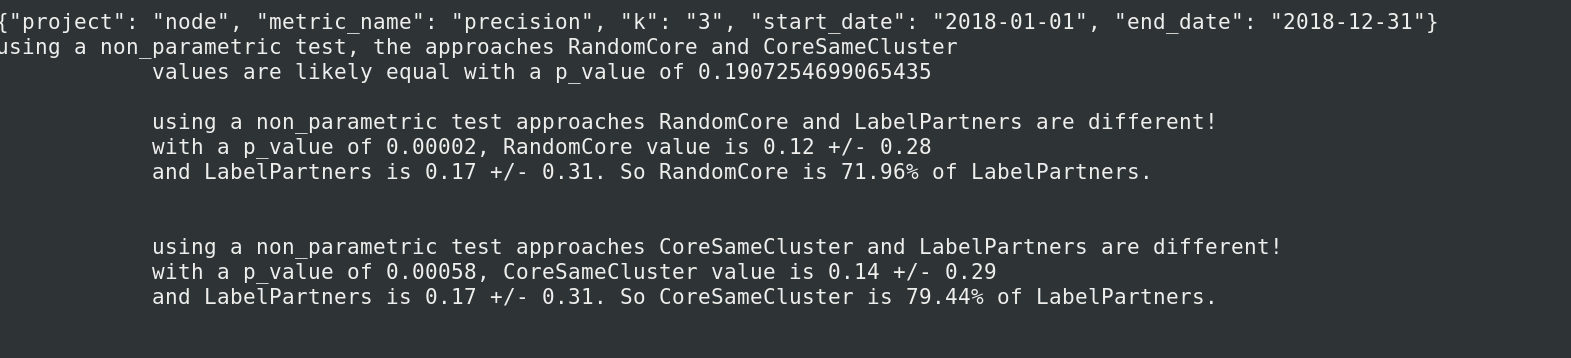 {"project": "node", "metric_name": "precision", "k": "3", "start_date": "2018-01-01", "end_date": "2018-12-31"}
using a non_parametric test, the approaches RandomCore and CoreSameCluster
values are likely equal with a p_value of 0.1907254699065435
using a non_parametric test approaches RandomCore and LabelPartners are different!
with a p_value of 0.00002, RandomCore value is 0.12 +/- 0.28
and LabelPartners is 0.17 +/- 0.31. So RandomCore is 71.96% of LabelPartners.
using a non_parametric test approaches CoreSameCluster and LabelPartners are different!
with a p_value of 0.00058, CoreSameCluster value is 0.14 +/- 0.29
and LabelPartners is 0.17 +/- 0.31. So CoreSameCluster is 79.44% of LabelPartners.